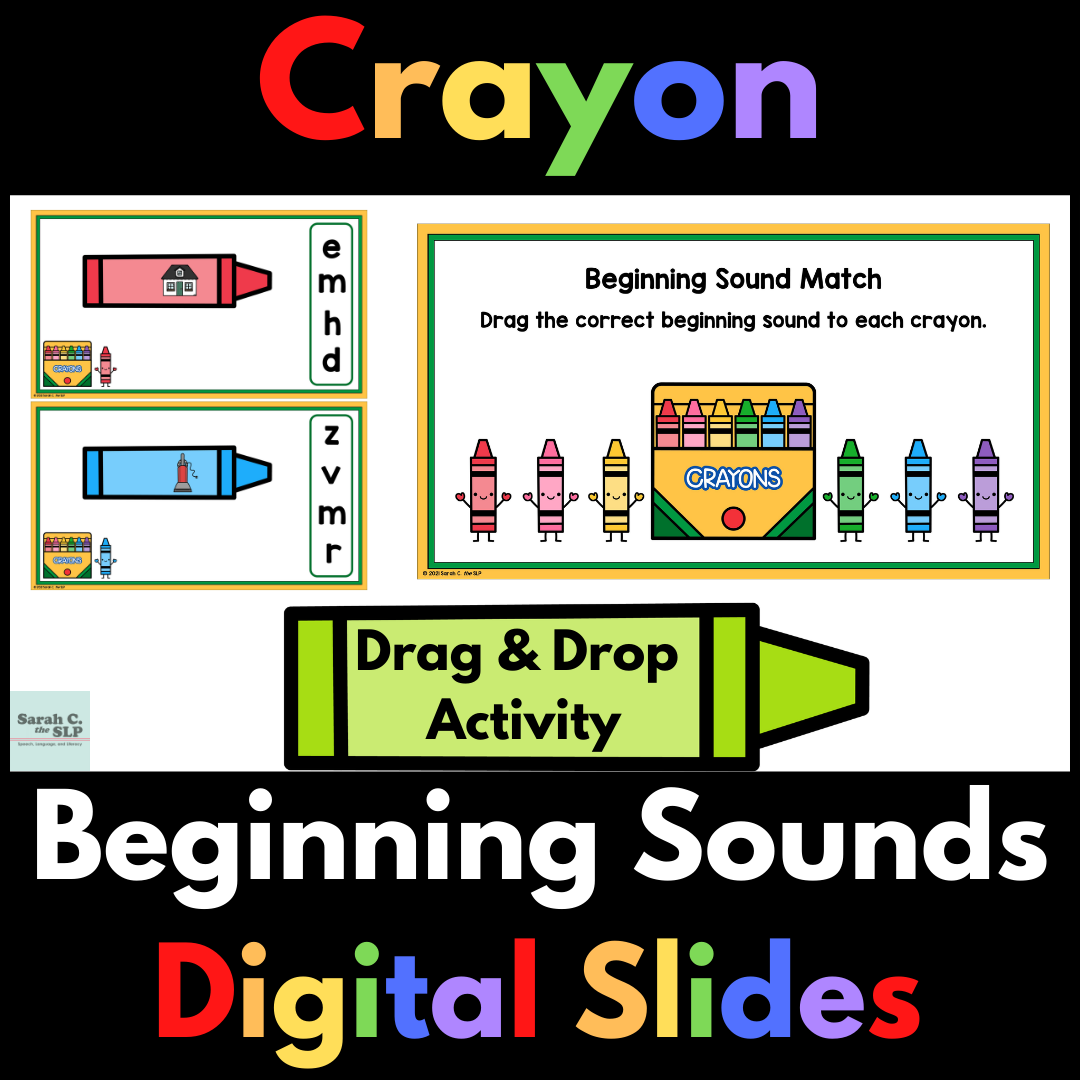 Crayon
e
m
h
d
CRAYONS
z
v
m
r
CRAYONS
Beginning Sound Match
Drag the correct beginning sound to each crayon.
CRAYONS
© 2021 Sarah C. the SLP
Drag & Drop
Activity
Sarah C.
the SLP
Speech, Language, and Literacy
Beginning Sounds
Digital Slides